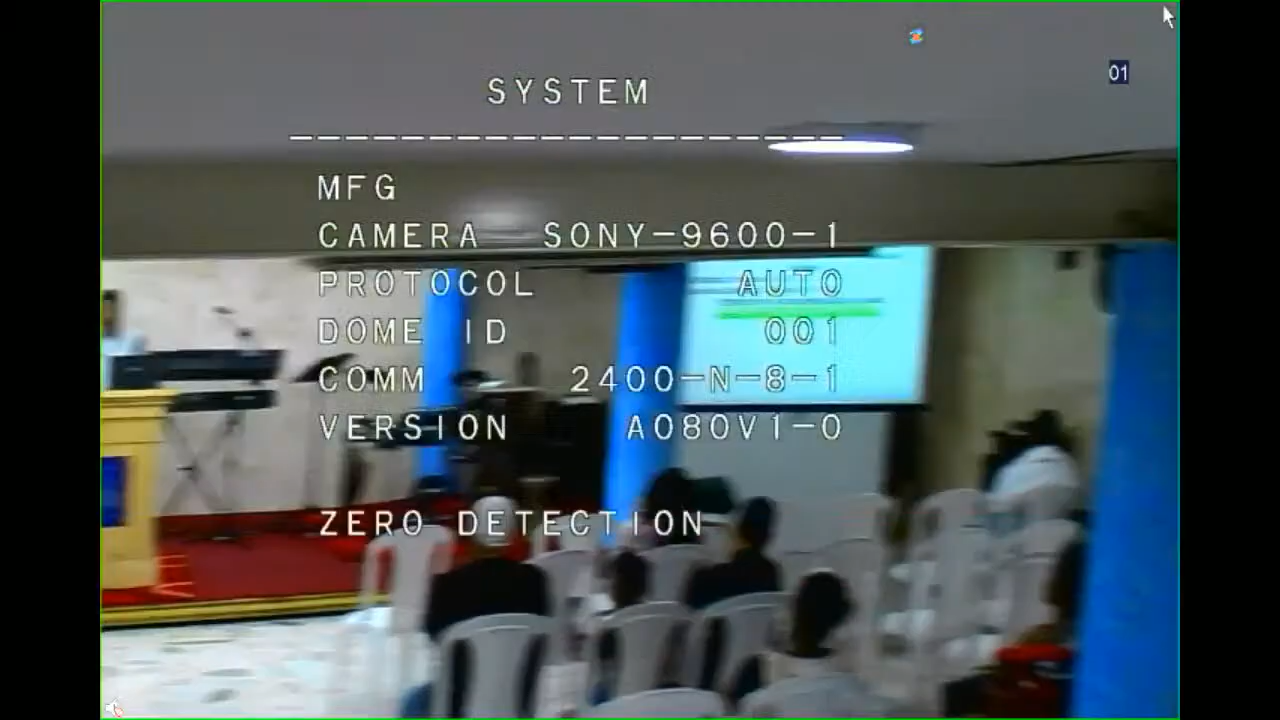 01
SYSTEM
---------------------
MFG
CAMERA SONY-9600-1
PROTOCOL AUTO
DOME ID 001
COMM 2400-N-8-1
VERSION A080V1-0
ZERO DETECTION